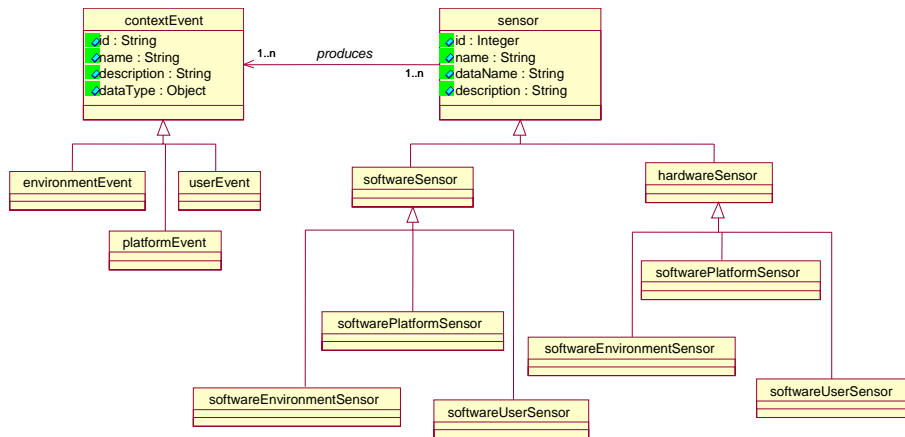 contextEvent
id : String
name : String
description : String
dataType : Object
1..n
produces
1..n
sensor
id : Integer
name : String
dataName : String
description : String
environmentEvent
userEvent
platformEvent
softwareSensor
hardwareSensor
softwarePlatformSensor
softwareEnvironmentSensor
softwareUserSensor
softwarePlatformSensor
softwareEnvironmentSensor
softwareUserSensor